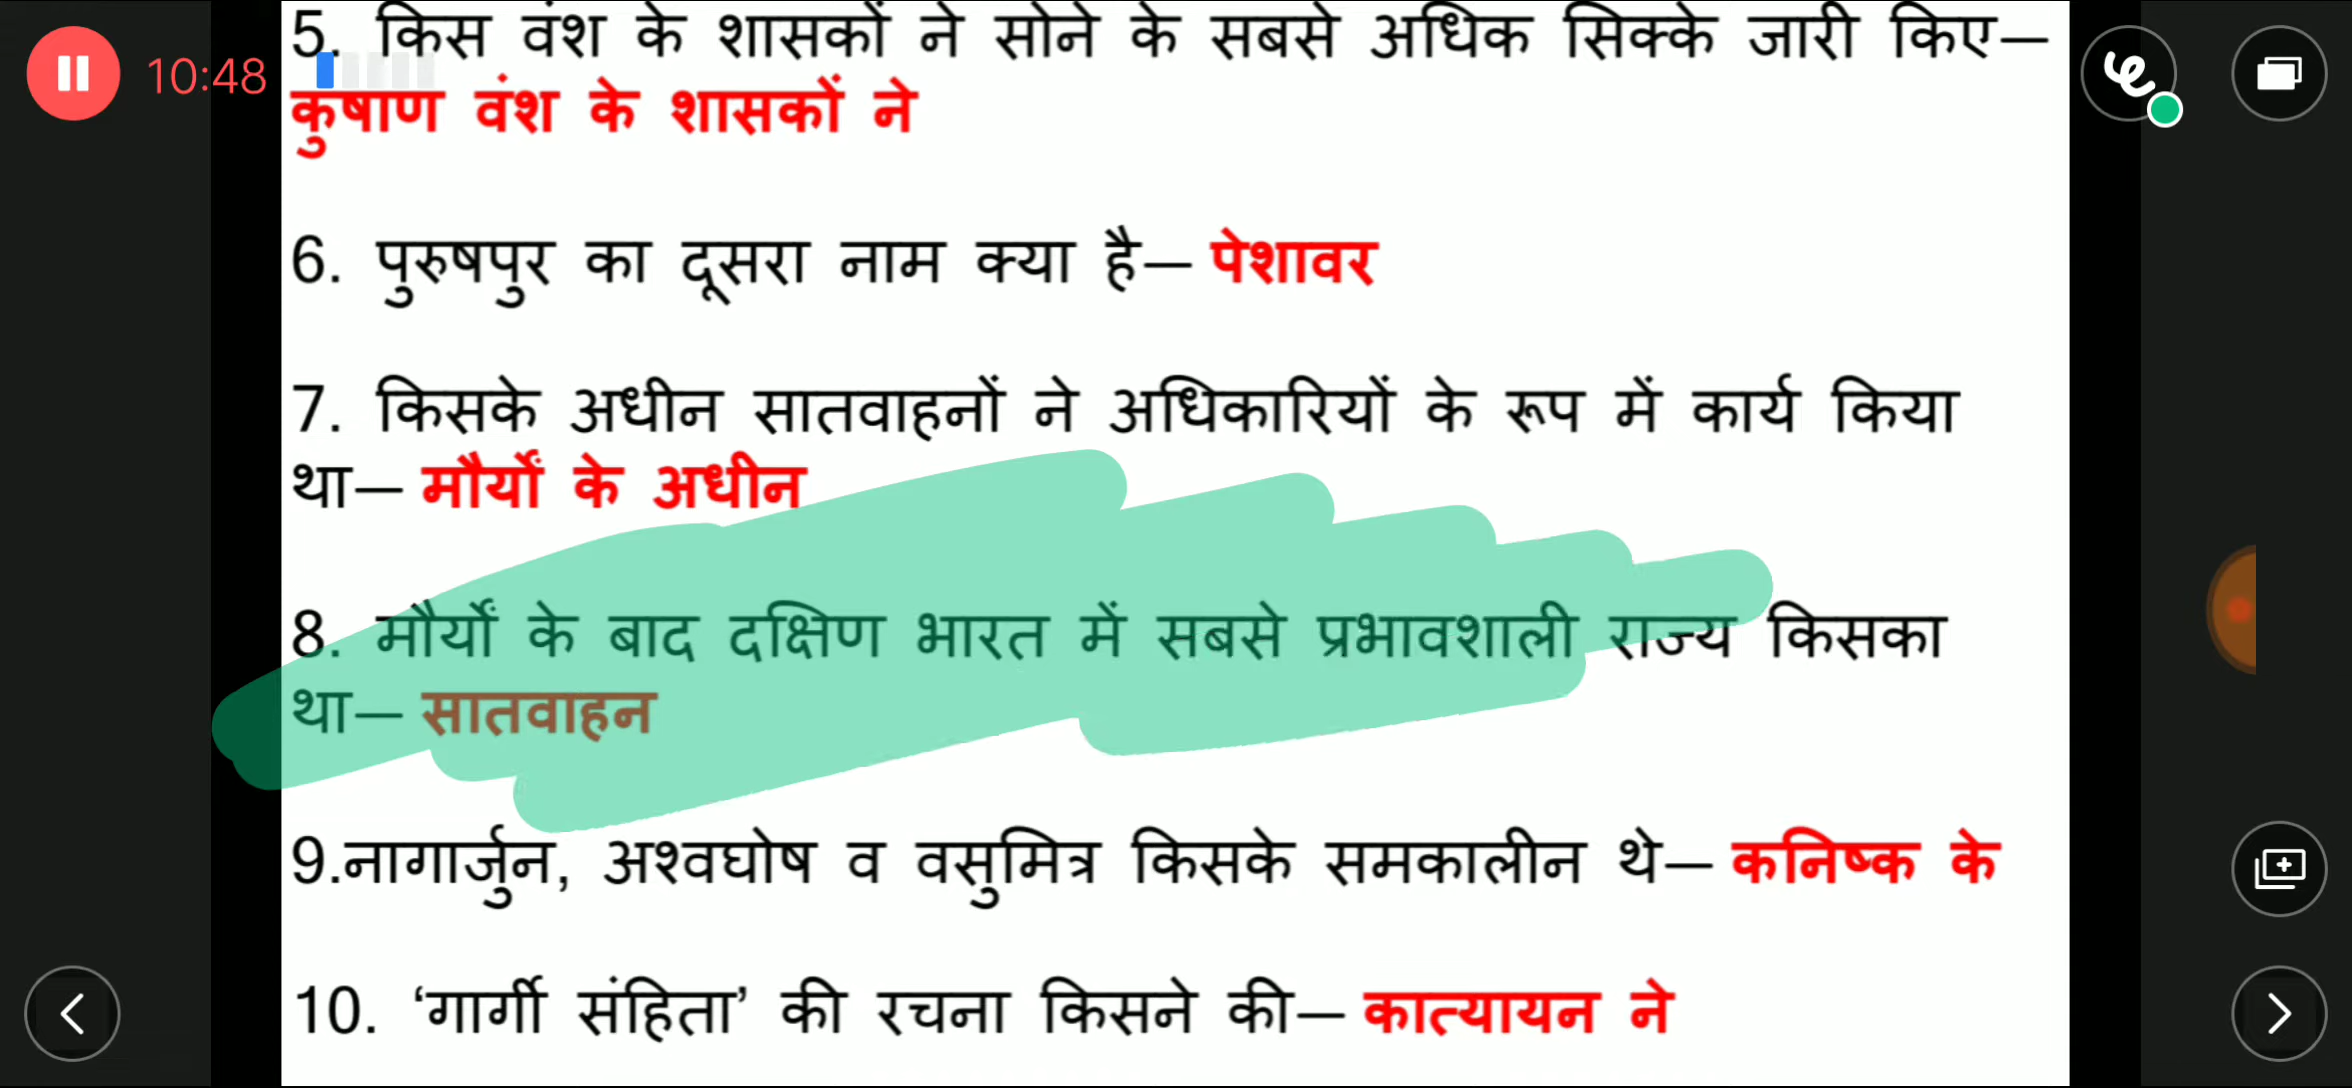 5. किस वंश के शासकों ने सोने के सबसे अधिक सिक्के जारी किए—
10:48
कुषाण वंश के शासकों ने
6. पुरुषपुर का दूसरा नाम क्या है— पेशावर
7. किसके अधीन सातवाहनों ने अधिकारियों के रूप में कार्य किया
था— मौर्यों के अधीन
8. मौर्यों के बाद दक्षिण भारत में सबसे प्रभावशाली राज्य किसका
था— सातवाहन
9.नागार्जुन, अश्वघोष व वसुमित्र किसके समकालीन थे— कनिष्क के
10. ‘गार्गी संहिता’ की रचना किसने की— कात्यायन ने